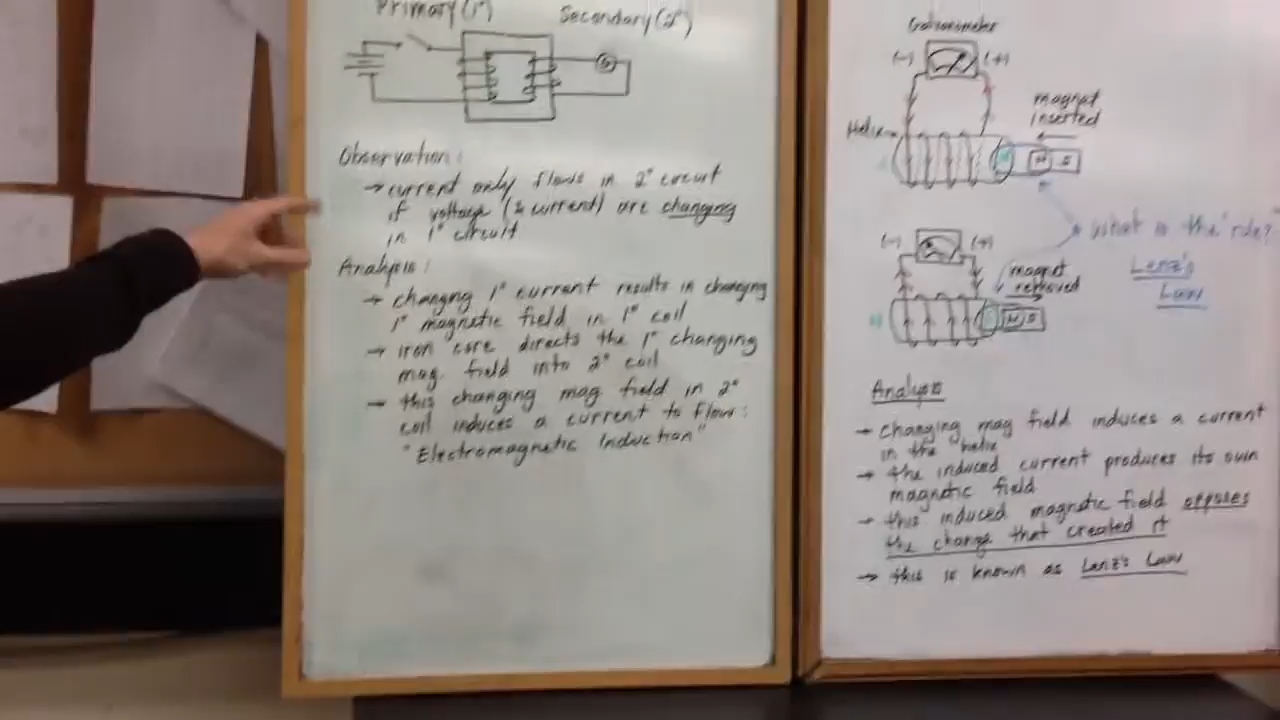 Primary (1°)
Secondary (2°)
G
Observation:
→ current only flows in 2° circuit
if voltage (& current) are changing
in 1° circuit
Analysis:
→ changing 1° current results in changing
1° magnetic field in 1° coil
→ iron core directs the 1° changing
mag. field into 2° coil
→ this changing mag field in 2°
coil induces a current to flow:
"Electromagnetic Induction"
Galvanometer
(-) (+)
magnet
inserted
Helix
N S
What is the 'rule?'
Lenz's
Law
(-) (+)
magnet
removed
N S
Analysis
→ changing mag field induces a current
in the helix
→ the induced current produces its own
magnetic field
→ this induced magnetic field opposes
the change that created it
→ this is known as Lenz's Law